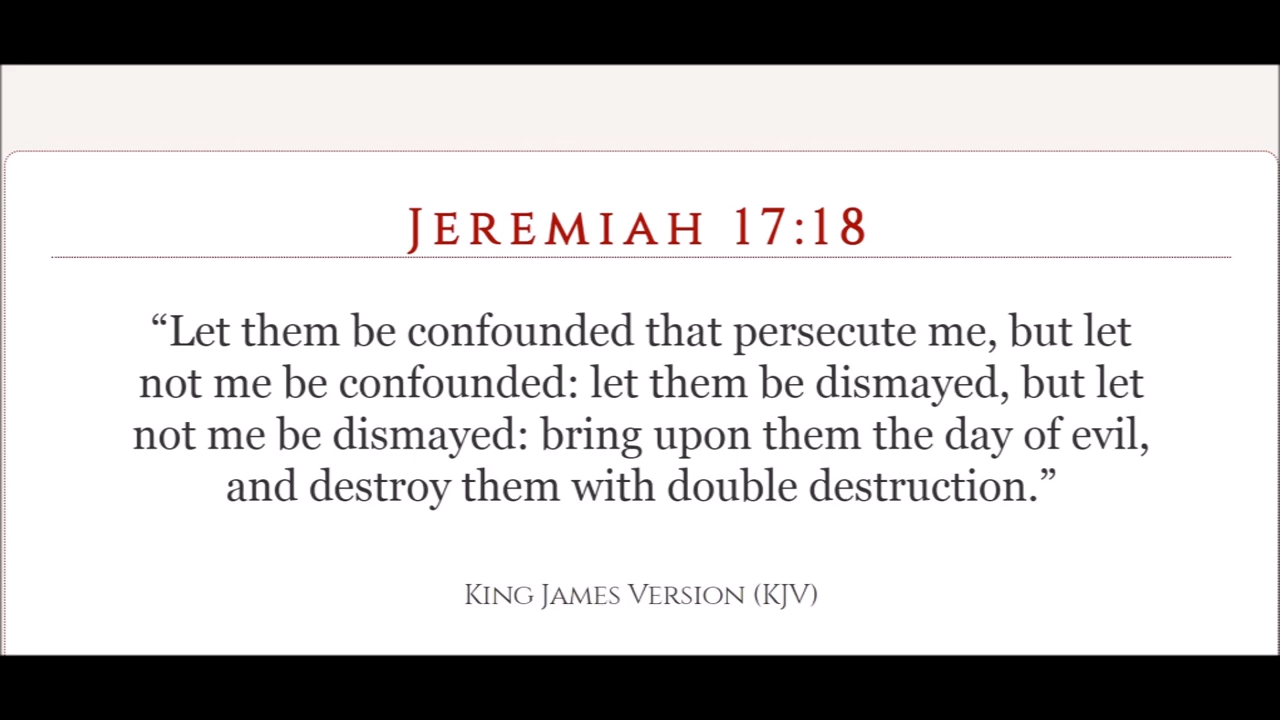 Jeremiah 17:18
“Let them be confounded that persecute me, but let
not me be confounded: let them be dismayed, but let
not me be dismayed: bring upon them the day of evil,
and destroy them with double destruction.”
King James Version (KJV)